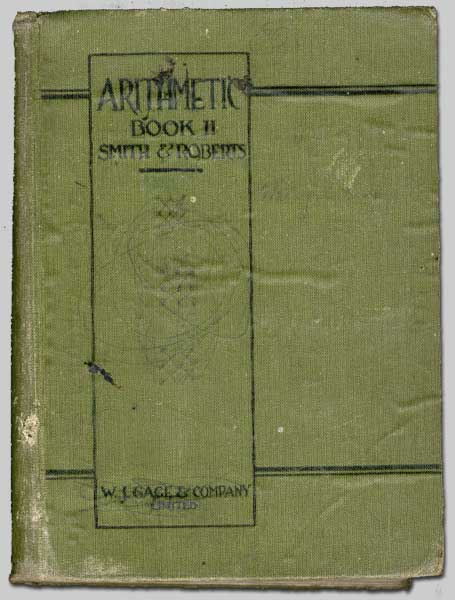 ARITHMETIC
BOOK II
SMITH & ROBERTS
W. J. GAGE & COMPANY
LIMITED